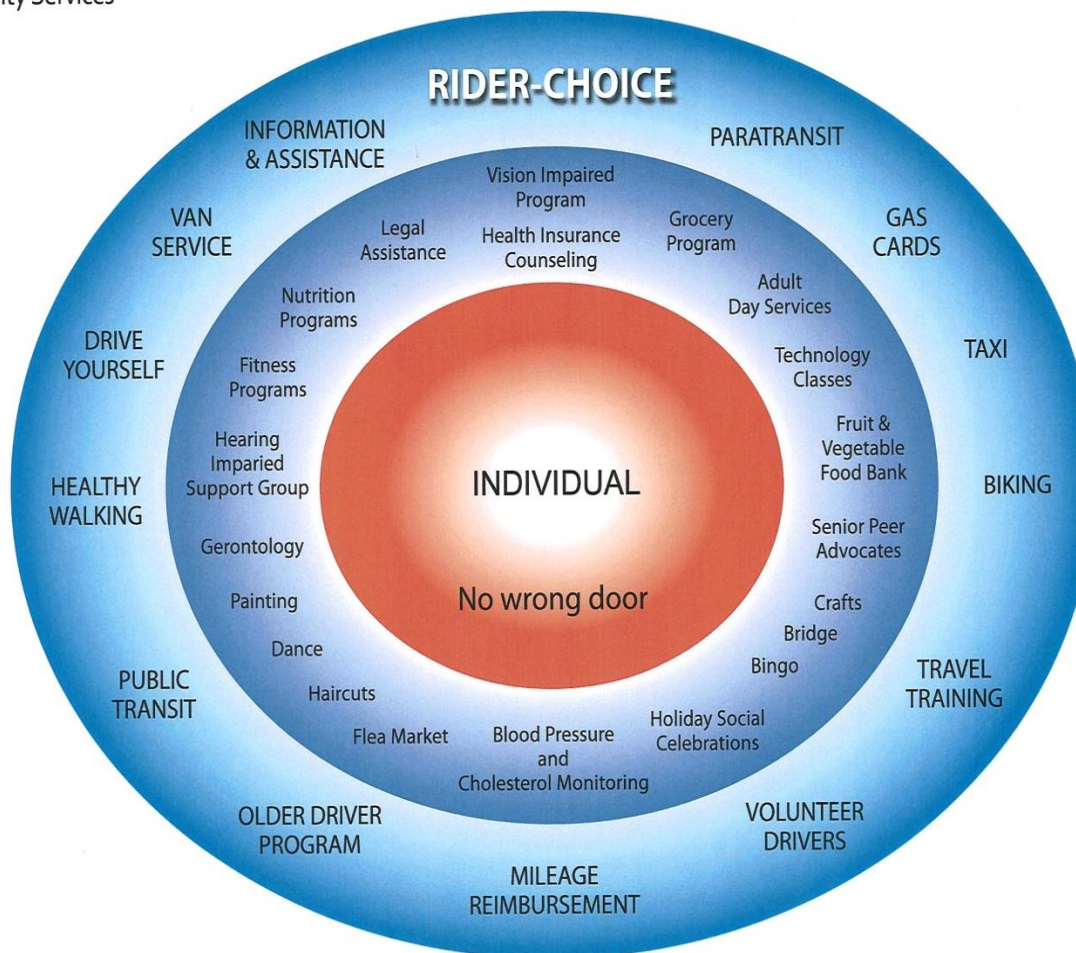 Services
RIDER-CHOICE
INFORMATION
& ASSISTANCE
PARATRANSIT
VAN
SERVICE
GAS
CARDS
DRIVE
YOURSELF
TAXI
HEALTHY
WALKING
BIKING
PUBLIC
TRANSIT
TRAVEL
TRAINING
OLDER DRIVER
PROGRAM
VOLUNTEER
DRIVERS
MILEAGE
REIMBURSEMENT
Vision Impaired
Program
Health Insurance
Counseling
Legal
Assistance
Grocery
Program
Nutrition
Programs
Adult
Day Services
Fitness
Programs
Technology
Classes
Hearing
Imparied
Support Group
Fruit &
Vegetable
Food Bank
Gerontology
Senior Peer
Advocates
Painting
Crafts
Dance
Bridge
Haircuts
Bingo
Flea Market
Blood Pressure
and
Cholesterol Monitoring
Holiday Social
Celebrations
INDIVIDUAL
No wrong door